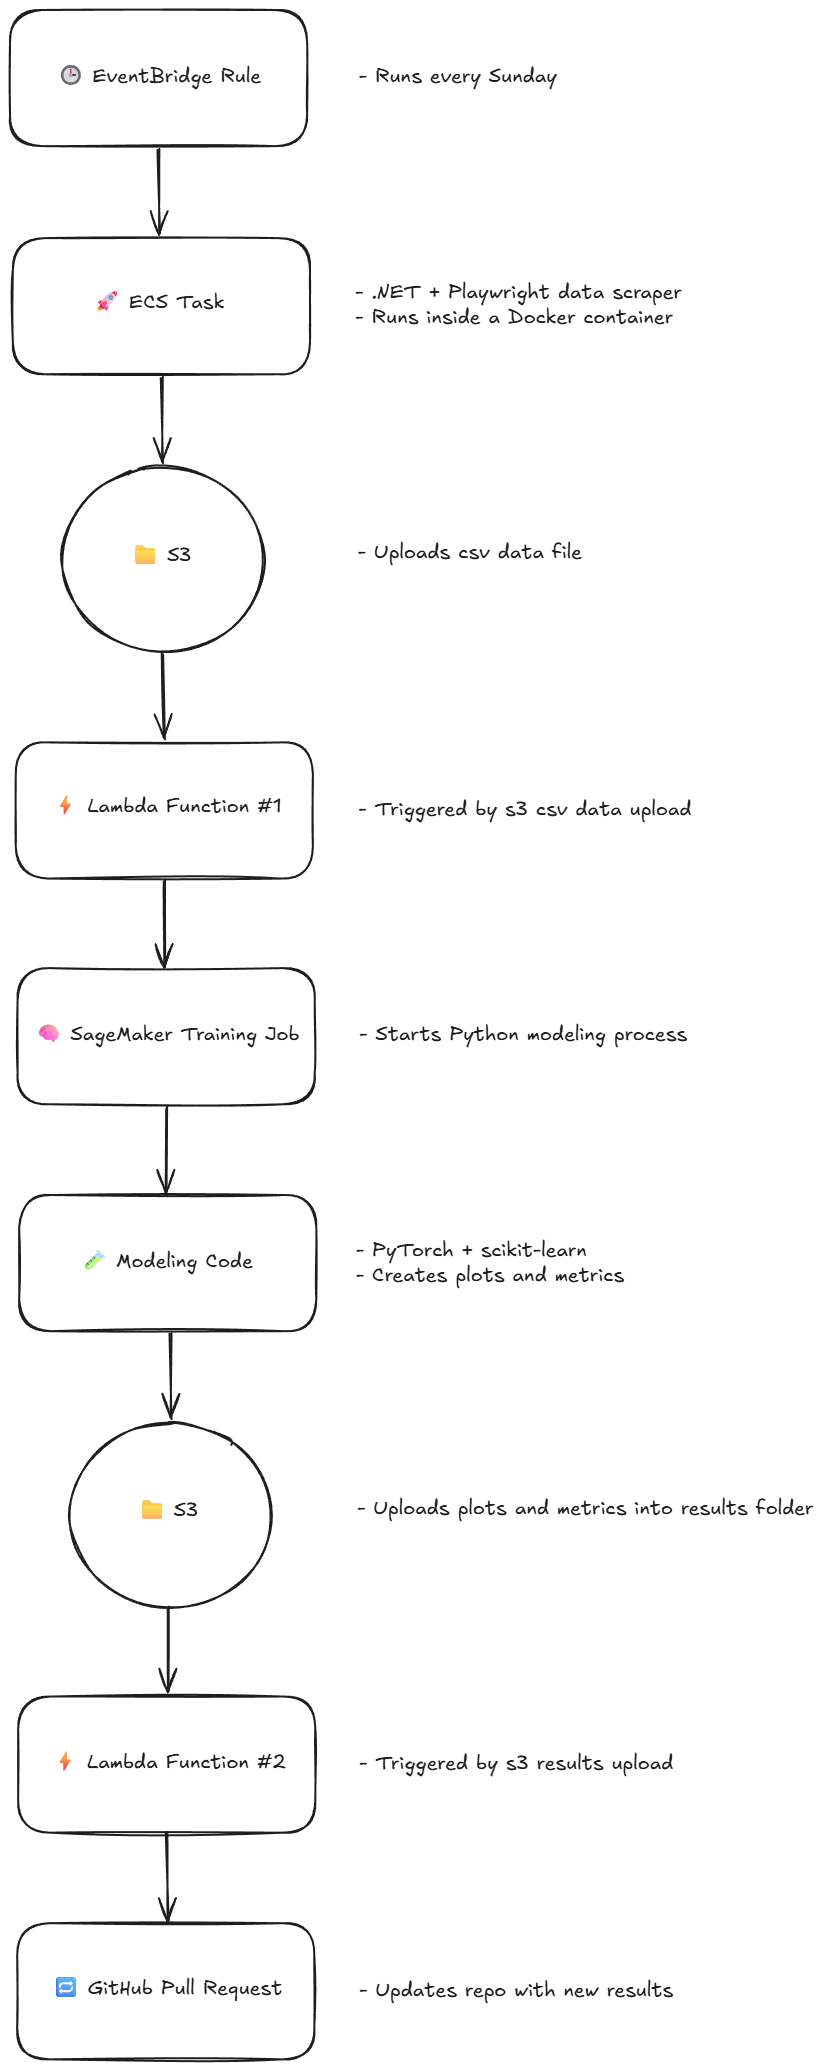 EventBridge Rule
- Runs every Sunday
ECS Task
- .NET + Playwright data scraper
- Runs inside a Docker container
S3
- Uploads csv data file
Lambda Function #1
- Triggered by s3 csv data upload
SageMaker Training Job
- Starts Python modeling process
Modeling Code
- PyTorch + scikit-learn
- Creates plots and metrics
S3
- Uploads plots and metrics into results folder
Lambda Function #2
- Triggered by s3 results upload
GitHub Pull Request
- Updates repo with new results